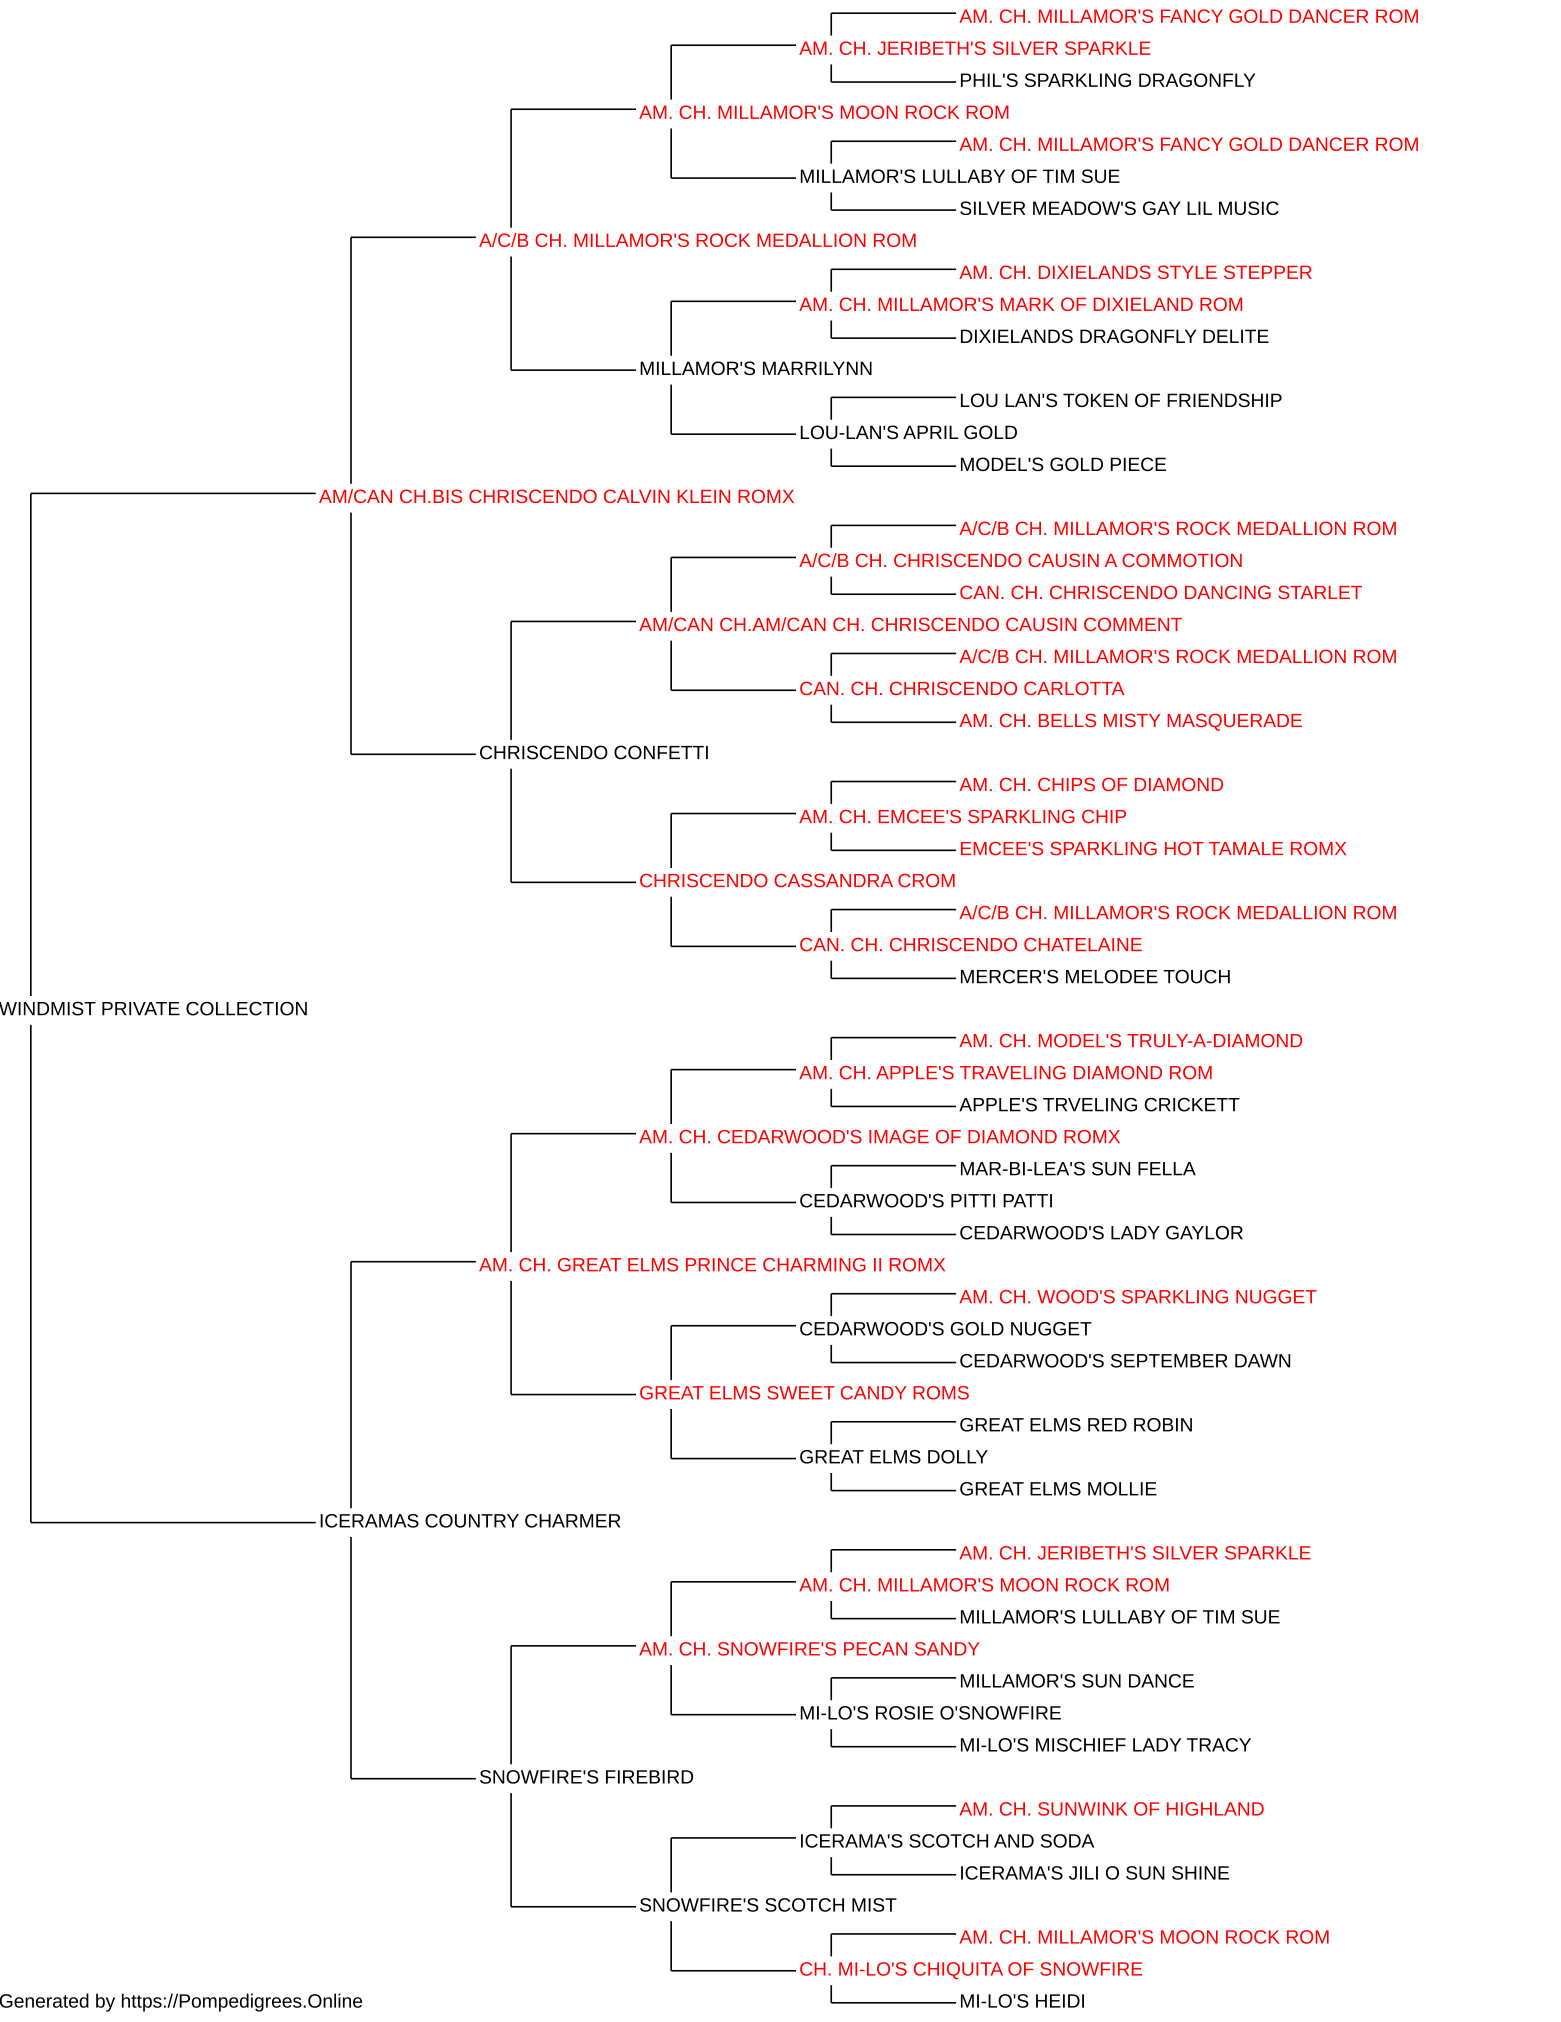 AM. CH. MILLAMOR'S FANCY GOLD DANCER ROM
AM. CH. JERIBETH'S SILVER SPARKLE
PHIL'S SPARKLING DRAGONFLY
AM. CH. MILLAMOR'S MOON ROCK ROM
AM. CH. MILLAMOR'S FANCY GOLD DANCER ROM
MILLAMOR'S LULLABY OF TIM SUE
SILVER MEADOW'S GAY LIL MUSIC
A/C/B CH. MILLAMOR'S ROCK MEDALLION ROM
AM. CH. DIXIELANDS STYLE STEPPER
AM. CH. MILLAMOR'S MARK OF DIXIELAND ROM
DIXIELANDS DRAGONFLY DELITE
MILLAMOR'S MARRILYNN
LOU LAN'S TOKEN OF FRIENDSHIP
LOU-LAN'S APRIL GOLD
MODEL'S GOLD PIECE
AM/CAN CH.BIS CHRISCENDO CALVIN KLEIN ROMX
A/C/B CH. MILLAMOR'S ROCK MEDALLION ROM
A/C/B CH. CHRISCENDO CAUSIN A COMMOTION
CAN. CH. CHRISCENDO DANCING STARLET
AM/CAN CH.AM/CAN CH. CHRISCENDO CAUSIN COMMENT
A/C/B CH. MILLAMOR'S ROCK MEDALLION ROM
CAN. CH. CHRISCENDO CARLOTTA
AM. CH. BELLS MISTY MASQUERADE
CHRISCENDO CONFETTI
AM. CH. CHIPS OF DIAMOND
AM. CH. EMCEE'S SPARKLING CHIP
EMCEE'S SPARKLING HOT TAMALE ROMX
CHRISCENDO CASSANDRA CROM
A/C/B CH. MILLAMOR'S ROCK MEDALLION ROM
CAN. CH. CHRISCENDO CHATELAINE
MERCER'S MELODEE TOUCH
WINDMIST PRIVATE COLLECTION
AM. CH. MODEL'S TRULY-A-DIAMOND
AM. CH. APPLE'S TRAVELING DIAMOND ROM
APPLE'S TRVELING CRICKETT
AM. CH. CEDARWOOD'S IMAGE OF DIAMOND ROMX
MAR-BI-LEA'S SUN FELLA
CEDARWOOD'S PITTI PATTI
CEDARWOOD'S LADY GAYLOR
AM. CH. GREAT ELMS PRINCE CHARMING II ROMX
AM. CH. WOOD'S SPARKLING NUGGET
CEDARWOOD'S GOLD NUGGET
CEDARWOOD'S SEPTEMBER DAWN
GREAT ELMS SWEET CANDY ROMS
GREAT ELMS RED ROBIN
GREAT ELMS DOLLY
GREAT ELMS MOLLIE
ICERAMAS COUNTRY CHARMER
AM. CH. JERIBETH'S SILVER SPARKLE
AM. CH. MILLAMOR'S MOON ROCK ROM
MILLAMOR'S LULLABY OF TIM SUE
AM. CH. SNOWFIRE'S PECAN SANDY
MILLAMOR'S SUN DANCE
MI-LO'S ROSIE O'SNOWFIRE
MI-LO'S MISCHIEF LADY TRACY
SNOWFIRE'S FIREBIRD
AM. CH. SUNWINK OF HIGHLAND
ICERAMA'S SCOTCH AND SODA
ICERAMA'S JILI O SUN SHINE
SNOWFIRE'S SCOTCH MIST
AM. CH. MILLAMOR'S MOON ROCK ROM
CH. MI-LO'S CHIQUITA OF SNOWFIRE
MI-LO'S HEIDI
Generated by https://Pompedigrees.Online